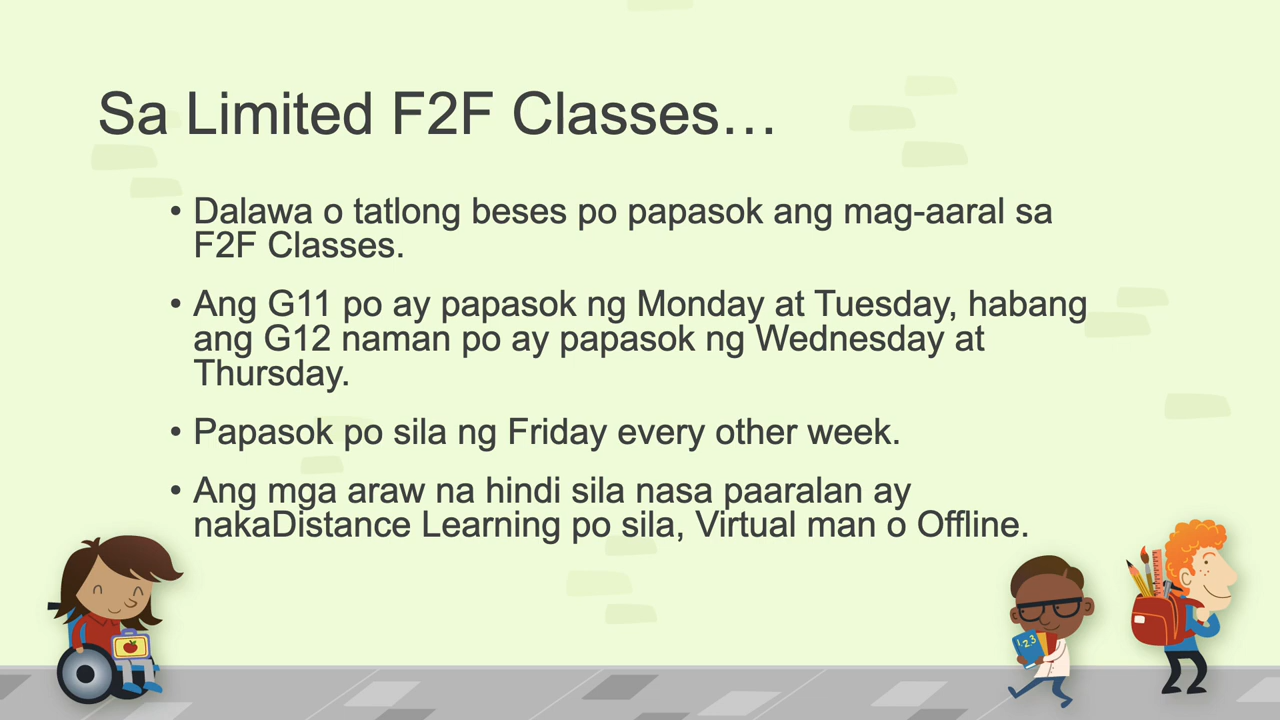 Sa Limited F2F Classes…
• Dalawa o tatlong beses po papasok ang mag-aaral sa
F2F Classes.
• Ang G11 po ay papasok ng Monday at Tuesday, habang
ang G12 naman po ay papasok ng Wednesday at
Thursday.
• Papasok po sila ng Friday every other week.
• Ang mga araw na hindi sila nasa paaralan ay
nakaDistance Learning po sila, Virtual man o Offline.
123